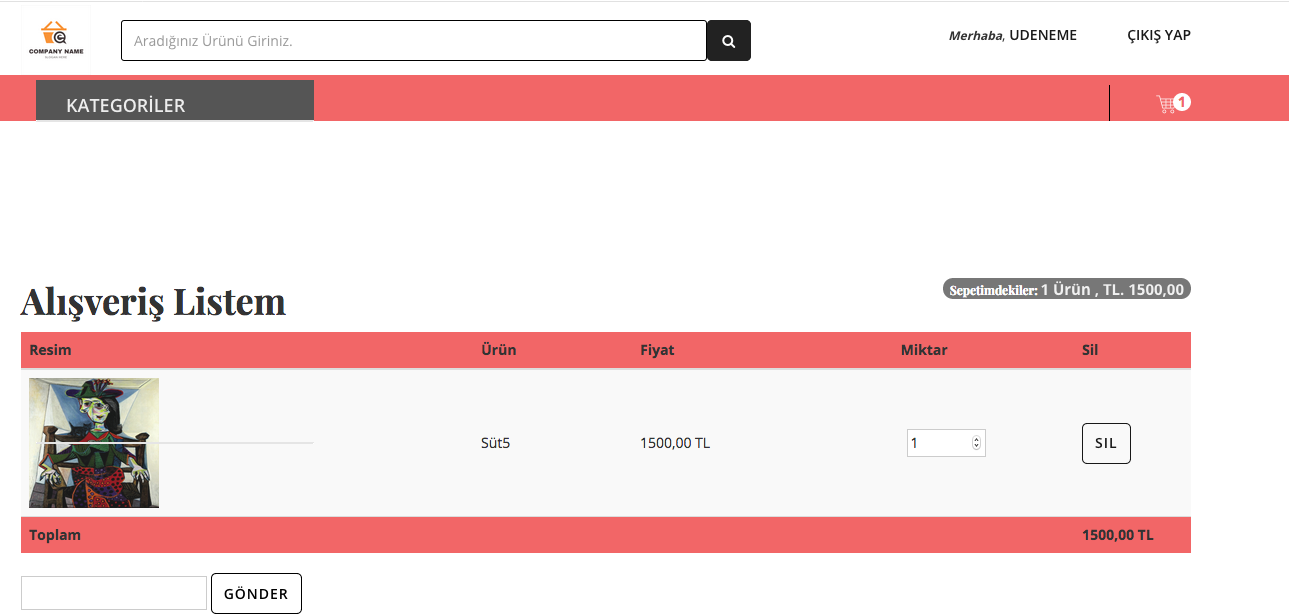 COMPANY NAME
Aradığınız Ürünü Giriniz.
Merhaba, UDENEME
ÇIKIŞ YAP
KATEGORİLER
1
Alışveriş Listem
Sepetimdekiler: 1 Ürün , TL. 1500,00
Resim Ürün Fiyat Miktar Sil
Süt5 1500,00 TL 1 SIL
Toplam 1500,00 TL
GÖNDER